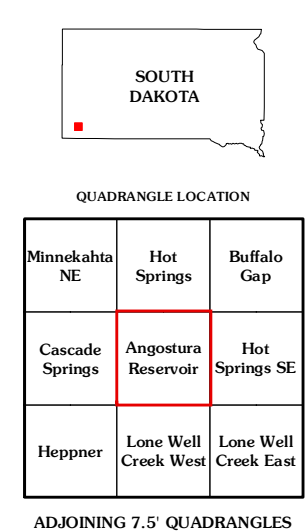 SOUTH
DAKOTA
QUADRANGLE LOCATION
Minnekahta
NE
Hot
Springs
Buffalo
Gap
Cascade
Springs
Angostura
Reservoir
Hot
Springs SE
Heppner
Lone Well
Creek West
Lone Well
Creek East
ADJOINING 7.5' QUADRANGLES